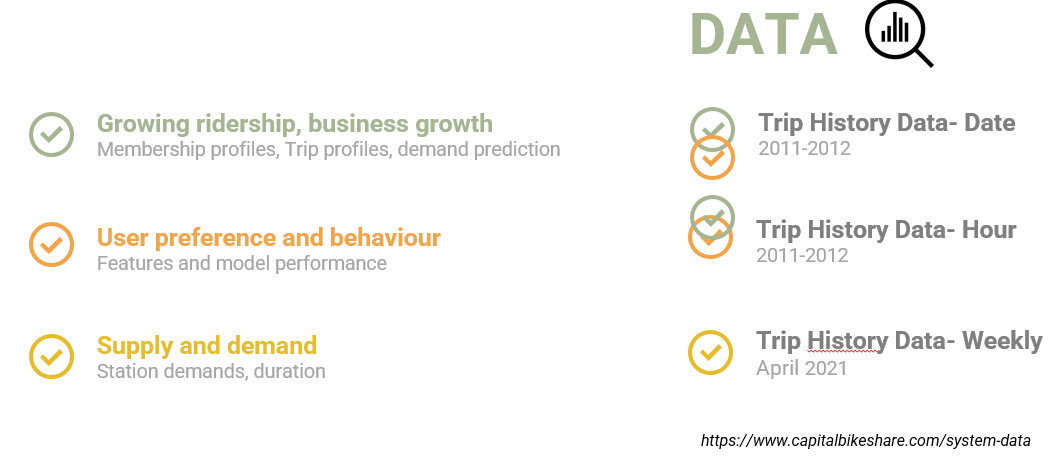 DATA
Growing ridership, business growth
Membership profiles, Trip profiles, demand prediction
User preference and behaviour
Features and model performance
Supply and demand
Station demands, duration
Trip History Data- Date
2011-2012
Trip History Data- Hour
2011-2012
Trip History Data- Weekly
April 2021
https://www.capitalbikeshare.com/system-data